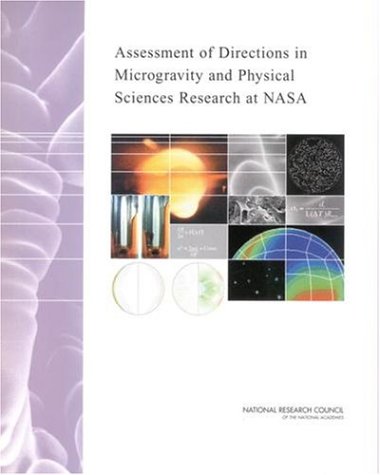 Assessment of Directions in
Microgravity and Physical
Sciences Research at NASA
NATIONAL RESEARCH COUNCIL
OF THE NATIONAL ACADEMIES